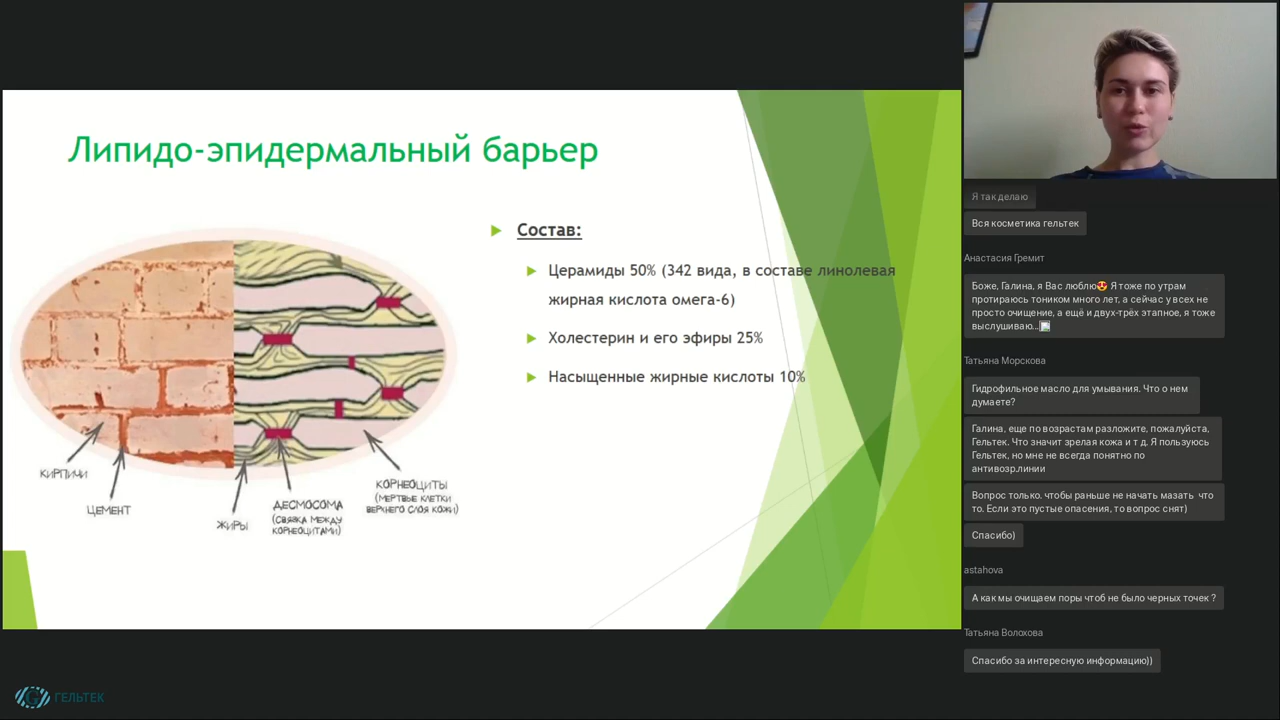 Липидо-эпидермальный барьер
Состав:
Церамиды 50% (342 вида, в составе линолевая
жирная кислота омега-6)
Холестерин и его эфиры 25%
Насыщенные жирные кислоты 10%
КИРПИЧИ
ЦЕМЕНТ
ЖИРЫ
ДЕСМОСОМА
(СВЯЗКА МЕЖДУ
КОРНЕОЦИТАМИ)
КОРНЕОЦИТЫ
(МЕРТВЫЕ КЛЕТКИ
ВЕРХНЕГО СЛОЯ КОЖИ)
ГЕЛЬТЕК
Я так делаю
Вся косметика гельтек
Анастасия Гремит
Боже, Галина, я Вас люблю😍 Я тоже по утрам
протираюсь тоником много лет, а сейчас у всех не
просто очищение, а ещё и двух-трёх этапное, я тоже
выслушиваю...
Татьяна Морскова
Гидрофильное масло для умывания. Что о нем
думаете?
Галина, еще по возрастам разложите, пожалуйста,
Гельтек. Что значит зрелая кожа и т д. Я пользуюсь
Гельтек, но мне не всегда понятно по
антивозр.линии
Вопрос только. чтобы раньше не начать мазать что
то. Если это пустые опасения, то вопрос снят)
Спасибо)
astahova
А как мы очищаем поры чтоб не было черных точек ?
Татьяна Волохова
Спасибо за интересную информацию))